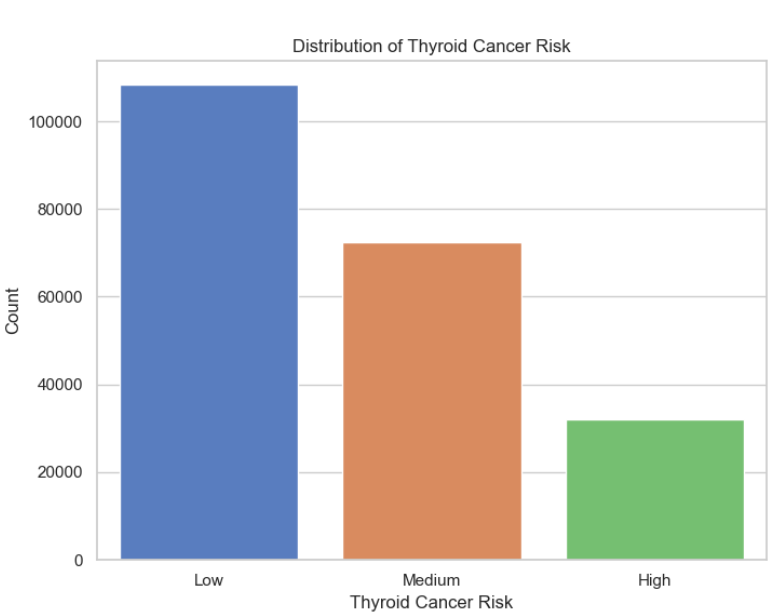 Distribution of Thyroid Cancer Risk
100000
80000
60000
40000
20000
0
Count
Low Medium High
Thyroid Cancer Risk